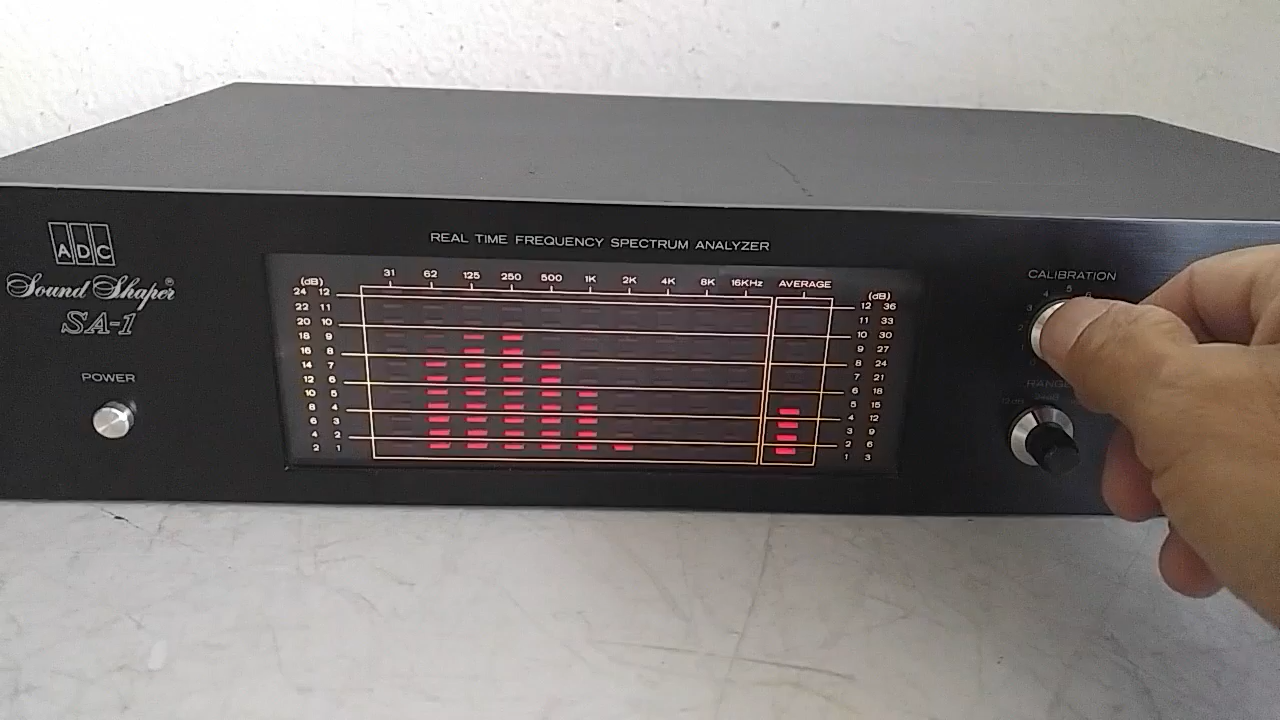 ADC
Sound Shaper®
SA-1
POWER
REAL TIME FREQUENCY SPECTRUM ANALYZER
31 62 125 250 500 1K 2K 4K 8K 16KHz AVERAGE
(dB) (dB)
24 12 12 36
22 11 11 33
20 10 10 30
18 9 9 27
16 8 8 24
14 7 7 21
12 6 6 18
10 5 5 15
8 4 4 12
6 3 3 9
4 2 2 6
2 1 1 3
CALIBRATION
3 4 5